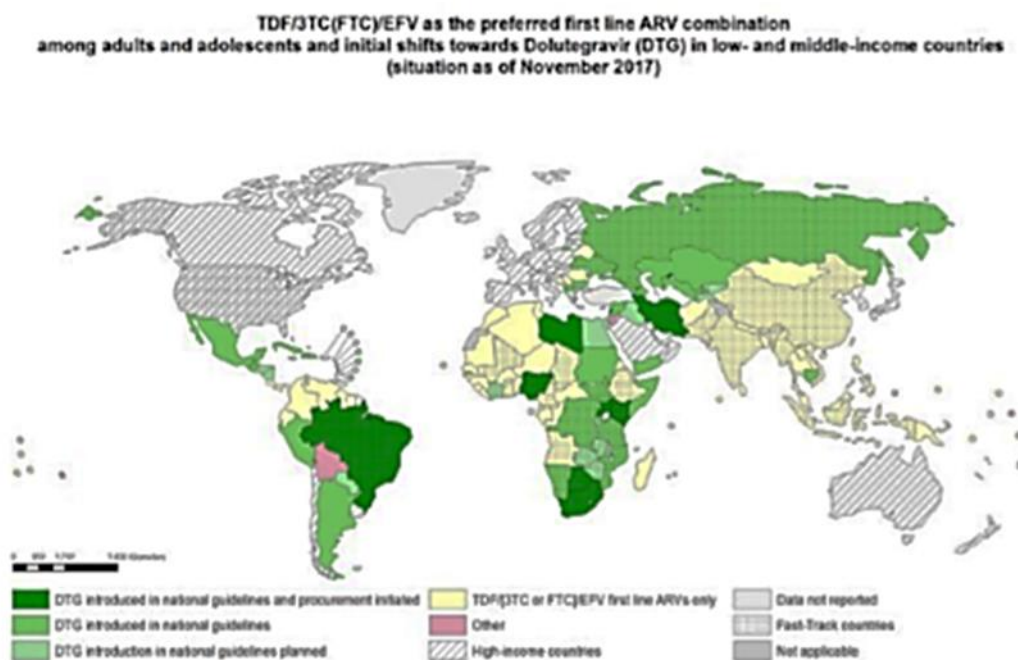 TDF/3TC(FTC)/EFV as the preferred first line ARV combination
among adults and adolescents and initial shifts towards Dolutegravir (DTG) in low- and middle-income countries
(situation as of November 2017)
0
Kilometers
DTG introduced in national guidelines and procurement initiated
DTG introduced in national guidelines
DTG introduction in national guidelines planned
TDF/[3TC or FTC]/EFV first line ARVs only
Other
High-income countries
Data not reported
Fast-Track countries
Not applicable